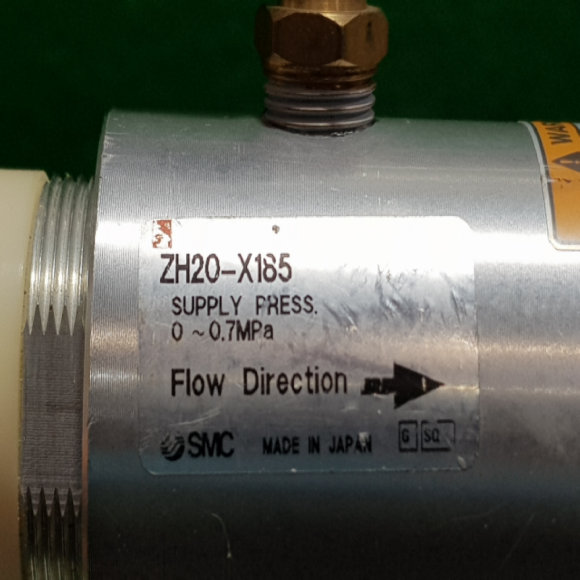 ZH20-X185
SUPPLY PRESS.
0 ~ 0.7MPa
Flow Direction
SMC MADE IN JAPAN G SQ